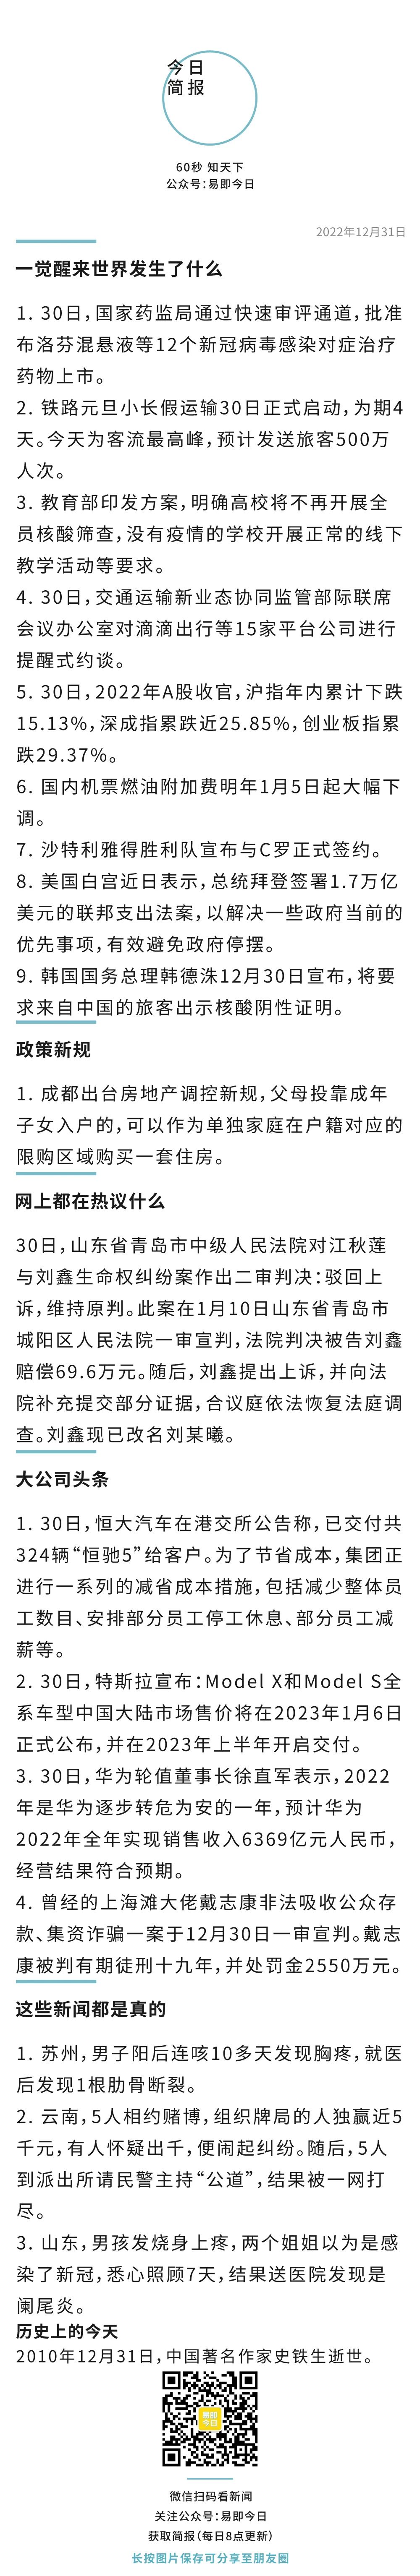 今日
简报
60秒 知天下
公众号：易即今日
2022年12月31日
一觉醒来世界发生了什么
1. 30日，国家药监局通过快速审评通道，批准
布洛芬混悬液等12个新冠病毒感染对症治疗
药物上市。
2. 铁路元旦小长假运输30日正式启动，为期4
天。今天为客流最高峰，预计发送旅客500万
人次。
3. 教育部印发方案，明确高校将不再开展全
员核酸筛查，没有疫情的学校开展正常的线下
教学活动等要求。
4. 30日，交通运输新业态协同监管部际联席
会议办公室对滴滴出行等15家平台公司进行
提醒式约谈。
5. 30日，2022年A股收官，沪指年内累计下跌
15.13%，深成指累跌近25.85%，创业板指累
跌29.37%。
6. 国内机票燃油附加费明年1月5日起大幅下
调。
7. 沙特利雅得胜利队宣布与C罗正式签约。
8. 美国白宫近日表示，总统拜登签署1.7万亿
美元的联邦支出法案，以解决一些政府当前的
优先事项，有效避免政府停摆。
9. 韩国国务总理韩德洙12月30日宣布，将要
求来自中国的旅客出示核酸阴性证明。
政策新规
1. 成都出台房地产调控新规，父母投靠成年
子女入户的，可以作为单独家庭在户籍对应的
限购区域购买一套住房。
网上都在热议什么
30日，山东省青岛市中级人民法院对江秋莲
与刘鑫生命权纠纷案作出二审判决：驳回上
诉，维持原判。此案在1月10日山东省青岛市
城阳区人民法院一审宣判，法院判决被告刘鑫
赔偿69.6万元。随后，刘鑫提出上诉，并向法
院补充提交部分证据，合议庭依法恢复法庭调
查。刘鑫现已改名刘某曦。
大公司头条
1. 30日，恒大汽车在港交所公告称，已交付共
324辆“恒驰5”给客户。为了节省成本，集团正
进行一系列的减省成本措施，包括减少整体员
工数目、安排部分员工停工休息、部分员工减
薪等。
2. 30日，特斯拉宣布：Model X和Model S全
系车型中国大陆市场售价将在2023年1月6日
正式公布，并在2023年上半年开启交付。
3. 30日，华为轮值董事长徐直军表示，2022
年是华为逐步转危为安的一年，预计华为
2022年全年实现销售收入6369亿元人民币，
经营结果符合预期。
4. 曾经的上海滩大佬戴志康非法吸收公众存
款、集资诈骗一案于12月30日一审宣判。戴志
康被判有期徒刑十九年，并处罚金2550万元。
这些新闻都是真的
1. 苏州，男子阳后连咳10多天发现胸疼，就医
后发现1根肋骨断裂。
2. 云南，5人相约赌博，组织牌局的人独赢近5
千元，有人怀疑出千，便闹起纠纷。随后，5人
到派出所请民警主持“公道”，结果被一网打
尽。
3. 山东，男孩发烧身上疼，两个姐姐以为是感
染了新冠，悉心照顾7天，结果送医院发现是
阑尾炎。
历史上的今天
2010年12月31日，中国著名作家史铁生逝世。
易即
今日
微信扫码看新闻
关注公众号：易即今日
获取简报（每日8点更新）
长按图片保存可分享至朋友圈